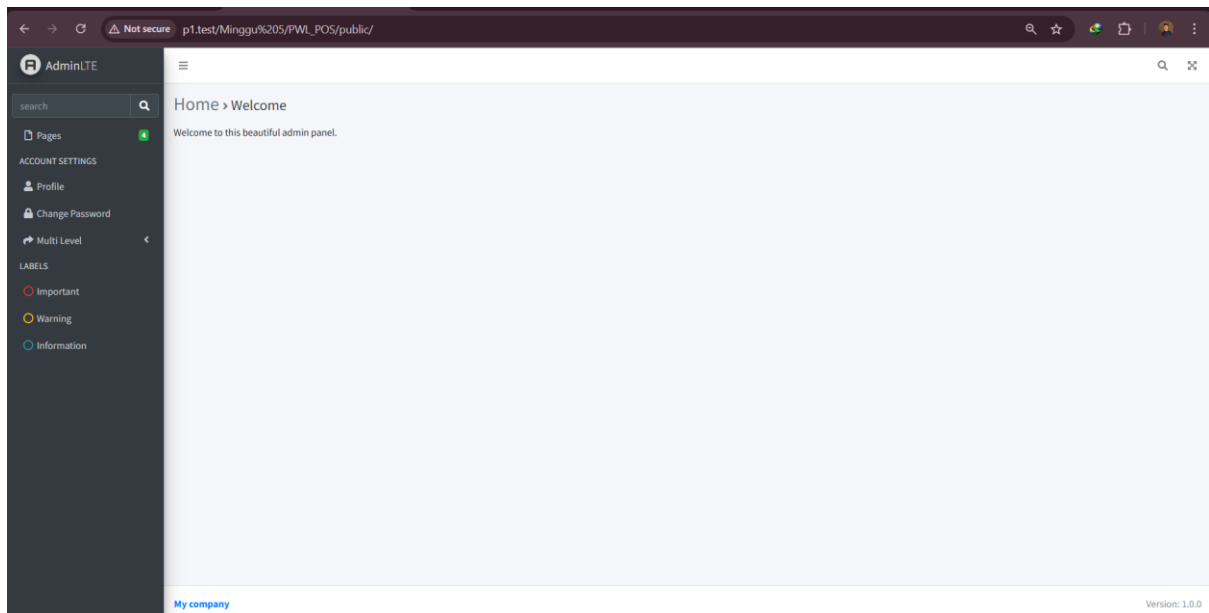 Not secure p1.test/Minggu%205/PWL_POS/public/
AdminLTE
search
Pages 4
ACCOUNT SETTINGS
Profile
Change Password
Multi Level
LABELS
Important
Warning
Information
Home › Welcome
Welcome to this beautiful admin panel.
My company
Version: 1.0.0